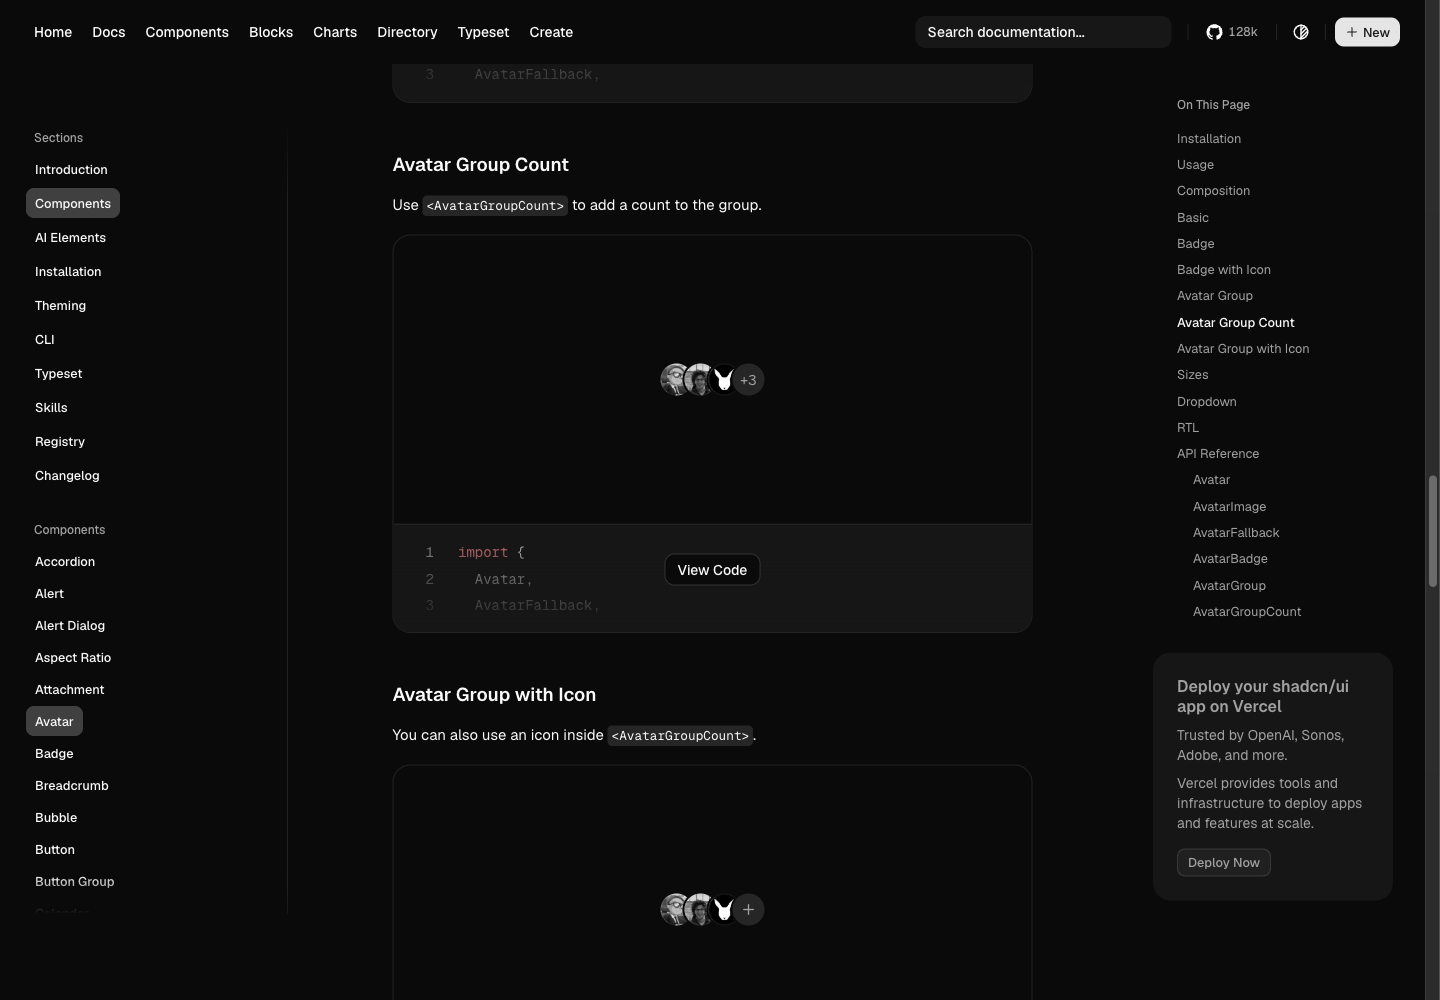 Home Docs Components Blocks Charts Directory Typeset Create
Search documentation...
128k
New
Sections
Introduction
Components
AI Elements
Installation
Theming
CLI
Typeset
Skills
Registry
Changelog
Components
Accordion
Alert
Alert Dialog
Aspect Ratio
Attachment
Avatar
Badge
Breadcrumb
Bubble
Button
Button Group
Calendar
3 AvatarFallback,
Avatar Group Count
Use <AvatarGroupCount> to add a count to the group.
+3
1 import {
2 Avatar,
3 AvatarFallback,
View Code
Avatar Group with Icon
You can also use an icon inside <AvatarGroupCount>.
On This Page
Installation
Usage
Composition
Basic
Badge
Badge with Icon
Avatar Group
Avatar Group Count
Avatar Group with Icon
Sizes
Dropdown
RTL
API Reference
Avatar
AvatarImage
AvatarFallback
AvatarBadge
AvatarGroup
AvatarGroupCount
Deploy your shadcn/ui
app on Vercel
Trusted by OpenAI, Sonos,
Adobe, and more.
Vercel provides tools and
infrastructure to deploy apps
and features at scale.
Deploy Now